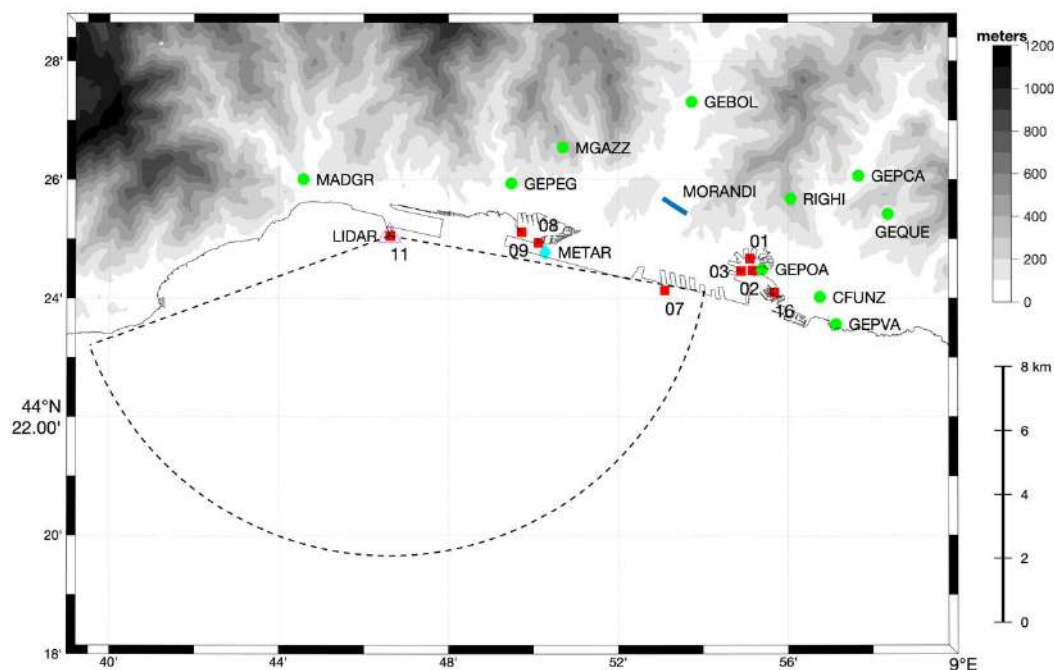 meters
1200
1000
800
600
400
200
0
28'
26'
24'
44°N
22.00'
20'
18'
GEBOL
MGAZZ
MADGR
GEPEG
MORANDI
GEPCA
RIGHI
GEQUE
LIDAR
11
08
09
METAR
01
03
GEPOA
02
07
16
CFUNZ
GEPVA
8 km
6
4
2
0
40'
44'
48'
52'
56'
9°E